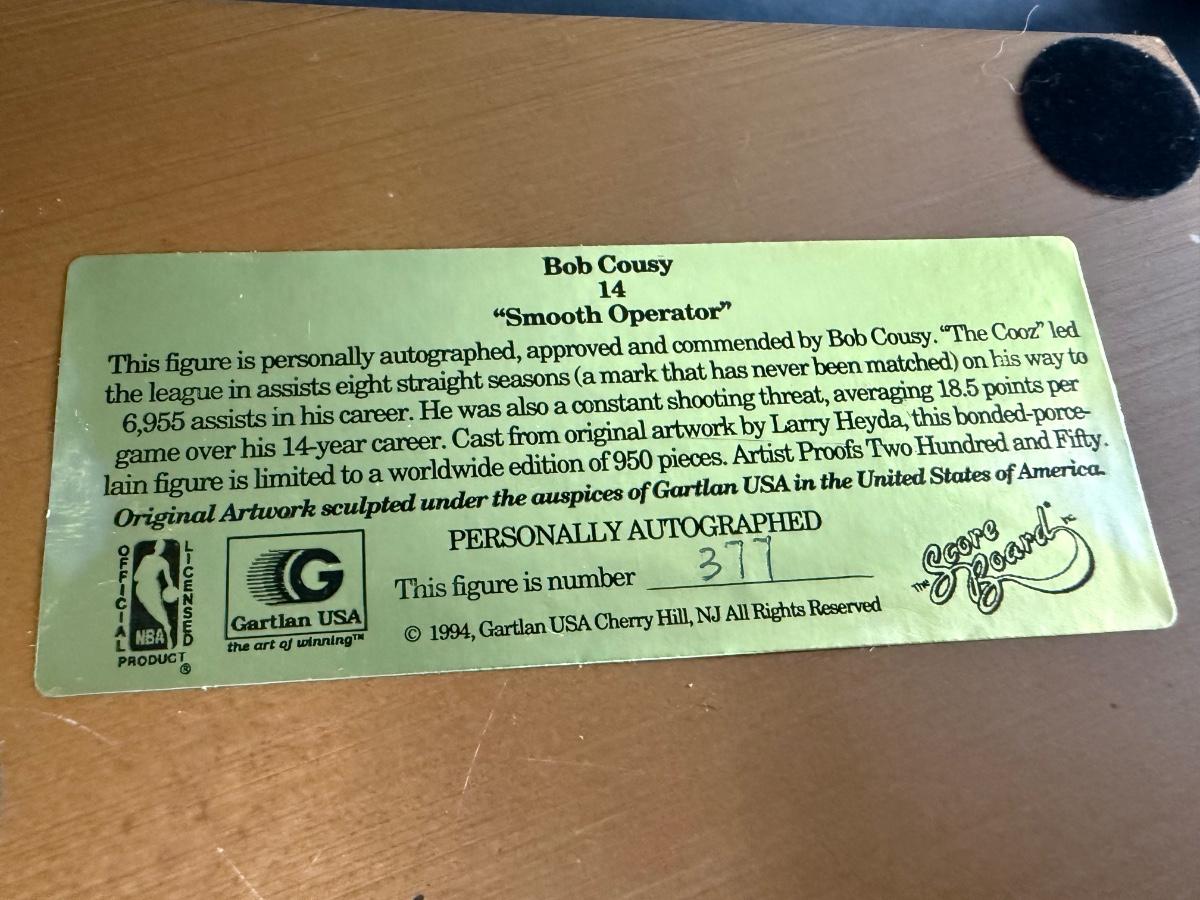 Bob Cousy
14
“Smooth Operator”
This figure is personally autographed, approved and commended by Bob Cousy. “The Cooz” led
the league in assists eight straight seasons (a mark that has never been matched) on his way to
6,955 assists in his career. He was also a constant shooting threat, averaging 18.5 points per
game over his 14-year career. Cast from original artwork by Larry Heyda, this bonded-porce-
lain figure is limited to a worldwide edition of 950 pieces. Artist Proofs Two Hundred and Fifty.
Original Artwork sculpted under the auspices of Gartlan USA in the United States of America.
PERSONALLY AUTOGRAPHED
This figure is number 377
© 1994, Gartlan USA Cherry Hill, NJ All Rights Reserved
OFFICIAL LICENSED
NBA
PRODUCT®
G
Gartlan USA
the art of winning™
The Score Board Inc